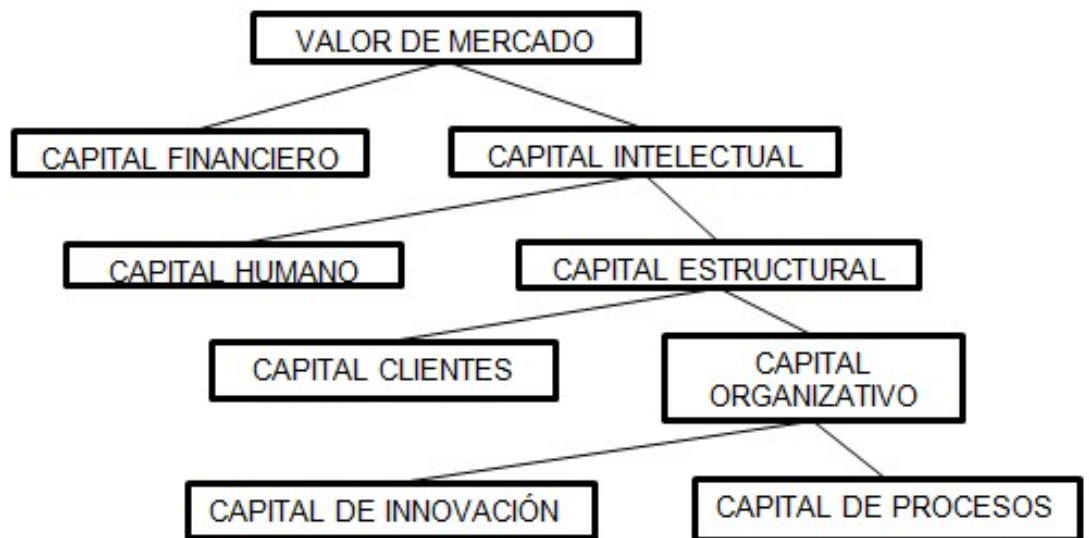 VALOR DE MERCADO
CAPITAL FINANCIERO
CAPITAL INTELECTUAL
CAPITAL HUMANO
CAPITAL ESTRUCTURAL
CAPITAL CLIENTES
CAPITAL
ORGANIZATIVO
CAPITAL DE INNOVACIÓN
CAPITAL DE PROCESOS